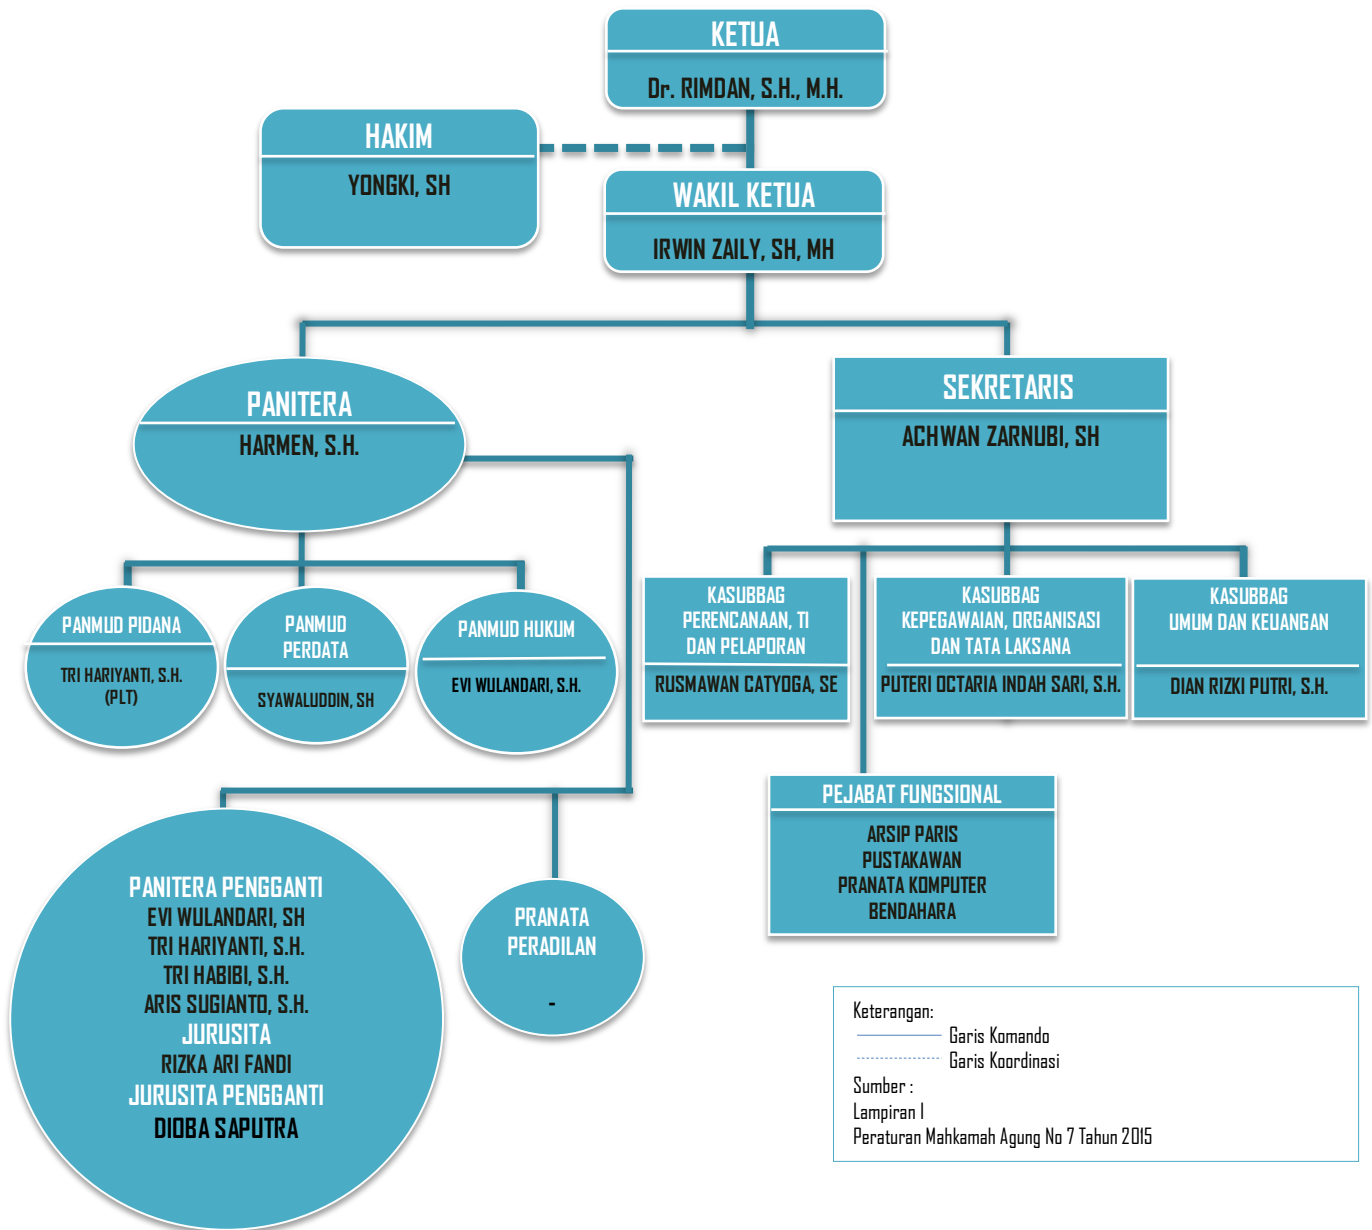 KETUA
Dr. RIMDAN, S.H., M.H.
HAKIM
YONGKI, SH
WAKIL KETUA
IRWIN ZAILY, SH, MH
PANITERA
HARMEN, S.H.
SEKRETARIS
ACHWAN ZARNUBI, SH
PANMUD PIDANA
TRI HARIYANTI, S.H.
(PLT)
PANMUD
PERDATA
SYAWALUDDIN, SH
PANMUD HUKUM
EVI WULANDARI, S.H.
KASUBBAG
PERENCANAAN, TI
DAN PELAPORAN
RUSMAWAN CATYOGA, SE
KASUBBAG
KEPEGAWAIAN, ORGANISASI
DAN TATA LAKSANA
PUTERI OCTARIA INDAH SARI, S.H.
KASUBBAG
UMUM DAN KEUANGAN
DIAN RIZKI PUTRI, S.H.
PEJABAT FUNGSIONAL
ARSIP PARIS
PUSTAKAWAN
PRANATA KOMPUTER
BENDAHARA
PANITERA PENGGANTI
EVI WULANDARI, SH
TRI HARIYANTI, S.H.
TRI HABIBI, S.H.
ARIS SUGIANTO, S.H.
JURUSITA
RIZKA ARI FANDI
JURUSITA PENGGANTI
DIOBA SAPUTRA
PRANATA
PERADILAN
-
Keterangan:
Garis Komando
Garis Koordinasi
Sumber :
Lampiran I
Peraturan Mahkamah Agung No 7 Tahun 2015